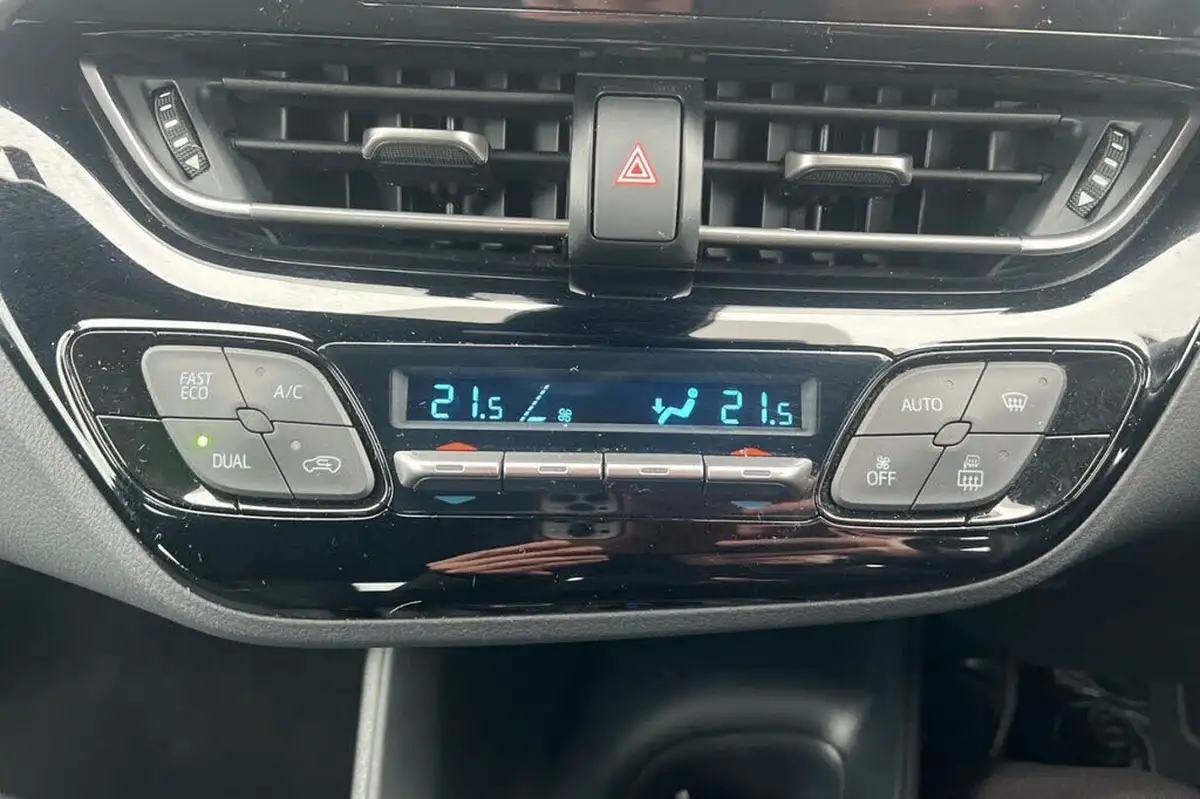 FAST
ECO
A/C
DUAL
21.5
21.5
AUTO
OFF